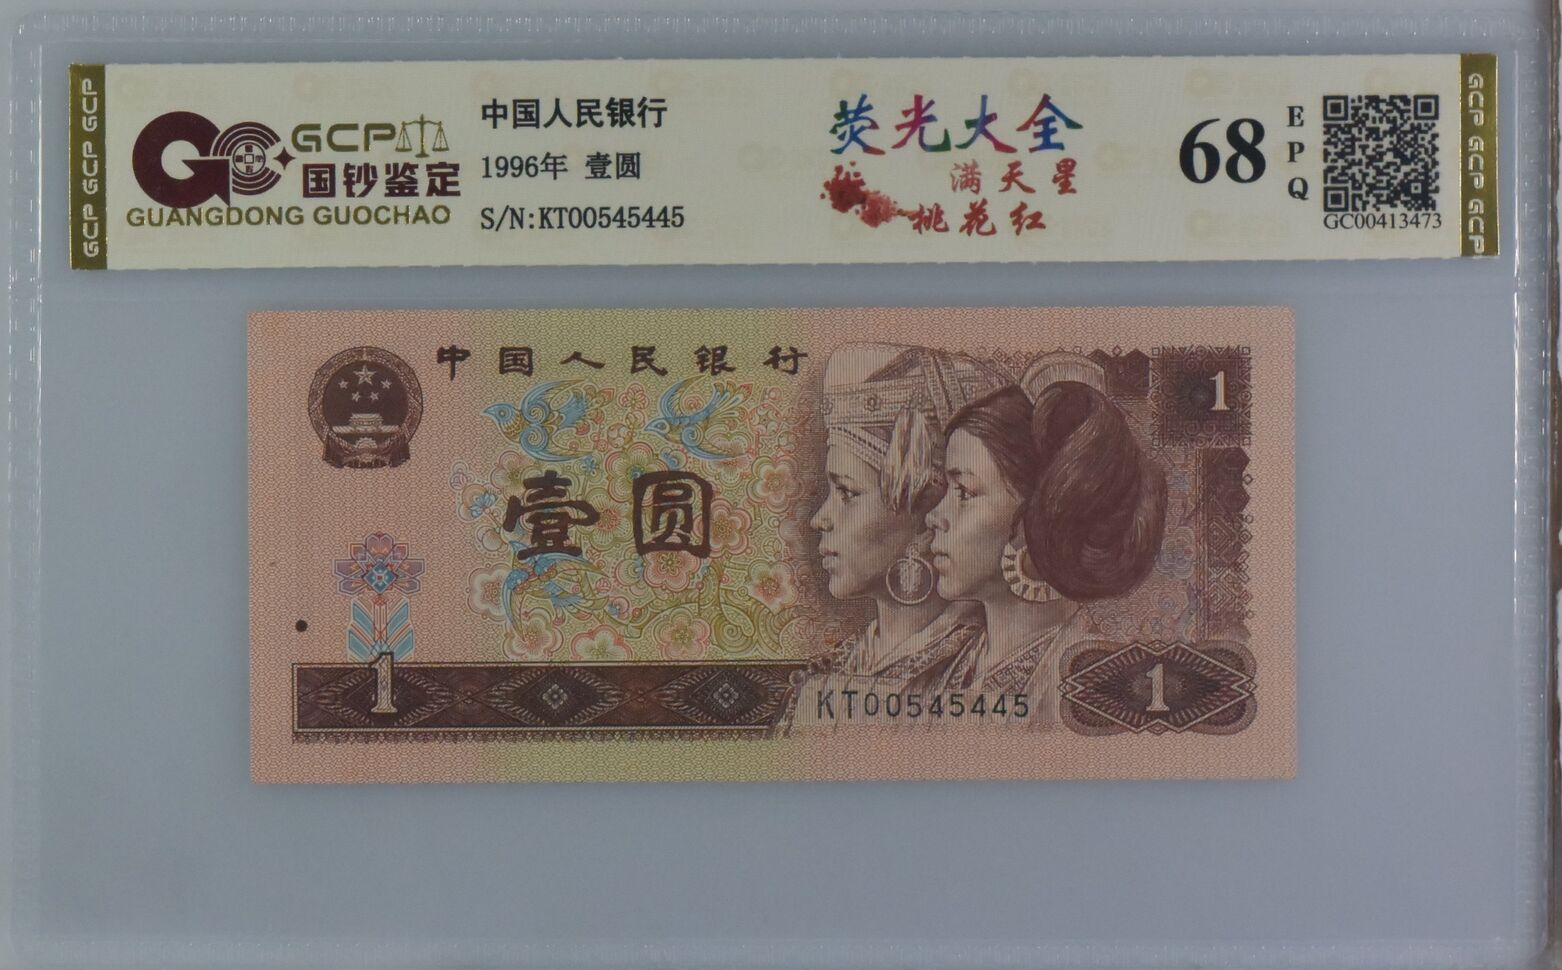 GCP GCP GCP
GCP
国钞鉴定
GUANGDONG GUOCHAO
中国人民银行
1996年 壹圆
S/N:KT00545445
荧光大全
满天星
桃花红
68
EPQ
GC00413473
GCP GCP GCP
中国人民银行
1
壹圆
1
KT00545445
1